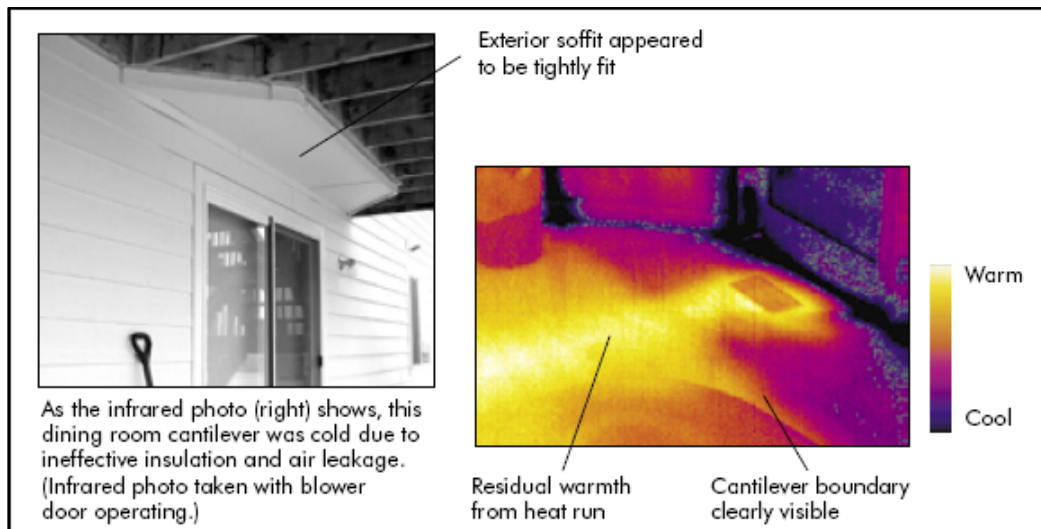 Exterior soffit appeared
to be tightly fit
Warm
Cool
As the infrared photo (right) shows, this
dining room cantilever was cold due to
ineffective insulation and air leakage.
(Infrared photo taken with blower
door operating.)
Residual warmth
from heat run
Cantilever boundary
clearly visible